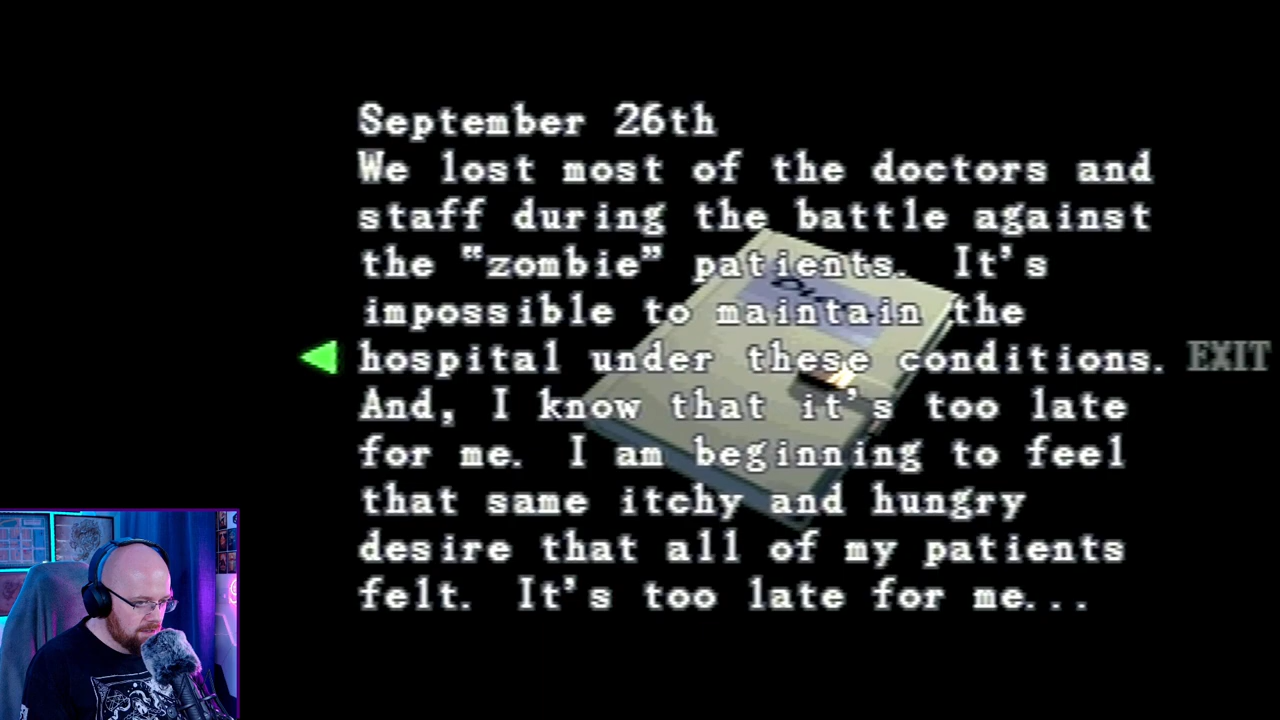 September 26th
We lost most of the doctors and
staff during the battle against
the "zombie" patients. It's
impossible to maintain the
hospital under these conditions.
And, I know that it's too late
for me. I am beginning to feel
that same itchy and hungry
desire that all of my patients
felt. It's too late for me...
EXIT